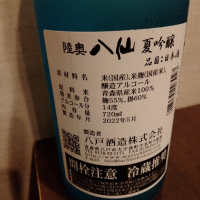 陸奥 八仙 夏吟醸
品目:日本酒
原材料名 米(国産)、米麹(国産米)、
醸造アルコール
原料米 青森県産米100%
精米歩合 麹55%、掛60%
アルコール分 14度
内容量 720ml
製造年月 2022年5月
製造者
八戸酒造株式会社
開栓注意 冷蔵推奨